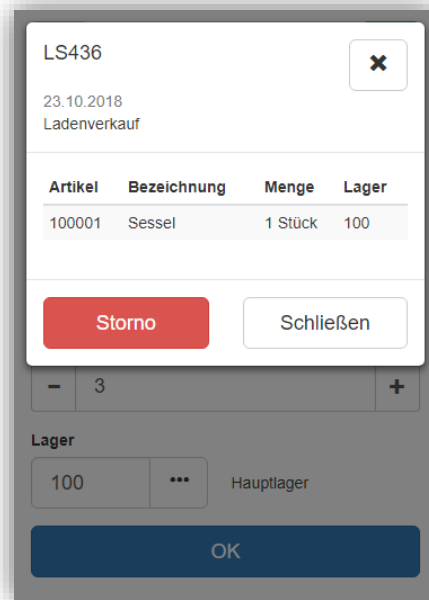 LS436
23.10.2018
Ladenverkauf
Artikel Bezeichnung Menge Lager
100001 Sessel 1 Stück 100
Storno Schließen
3
Lager
100 Hauptlager
OK